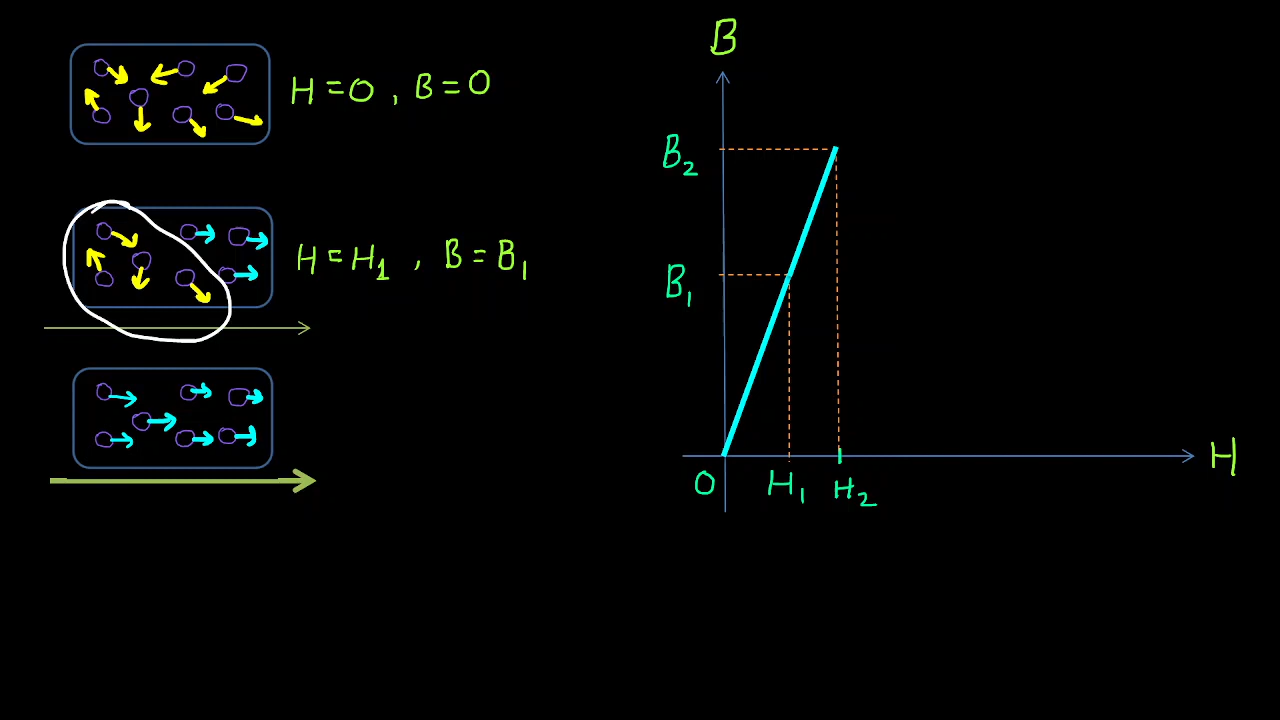 H = 0 , B = 0
H = H₁ , B = B₁
B
B₂
B₁
0
H₁
H₂
H